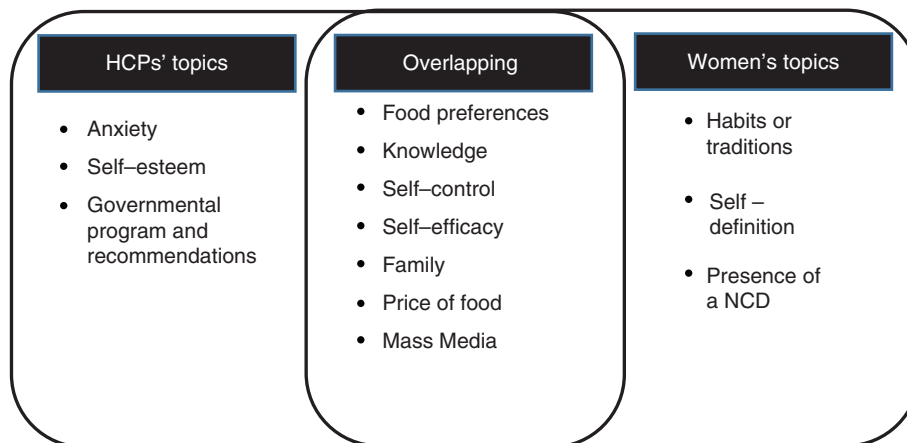 HCPs' topics
• Anxiety
• Self–esteem
• Governmental
program and
recommendations
Overlapping
• Food preferences
• Knowledge
• Self–control
• Self–efficacy
• Family
• Price of food
• Mass Media
Women's topics
• Habits or
traditions
• Self –
definition
• Presence of
a NCD